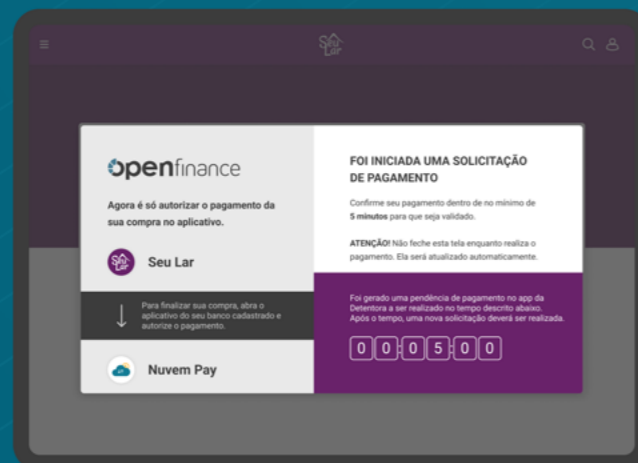 Seu
Lar
openfinance
Agora é só autorizar o pagamento da
sua compra no aplicativo.
Seu
Lar
Seu Lar
Para finalizar sua compra, abra o
aplicativo do seu banco cadastrado e
autorize o pagamento.
Nuvem Pay
FOI INICIADA UMA SOLICITAÇÃO
DE PAGAMENTO
Confirme seu pagamento dentro de no mínimo de
5 minutos para que seja validado.
ATENÇÃO! Não feche esta tela enquanto realiza o
pagamento. Ela será atualizado automaticamente.
Foi gerado uma pendência de pagamento no app da
Detentora a ser realizado no tempo descrito abaixo.
Após o tempo, uma nova solicitação deverá ser realizada.
00:05:00